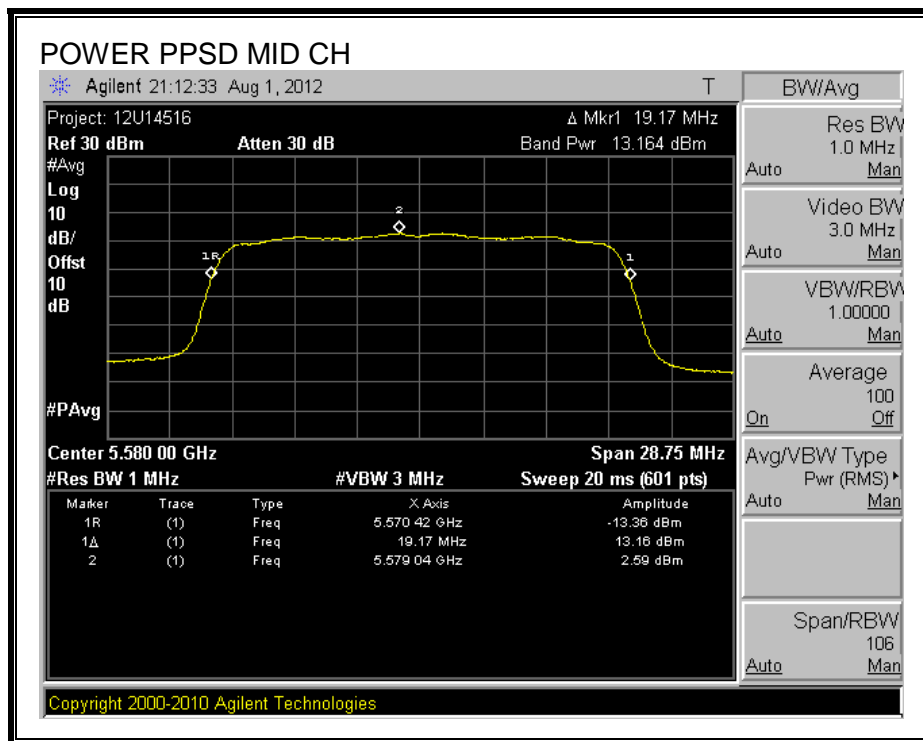 POWER PPSD MID CH
Agilent 21:12:33 Aug 1, 2012 T
Project: 12U14516 Δ Mkr1 19.17 MHz
Ref 30 dBm Atten 30 dB Band Pwr 13.164 dBm
#Avg
Log
10
dB/
Offst
10
dB
#PAvg
2
1R
1
Center 5.580 00 GHz Span 28.75 MHz
#Res BW 1 MHz #VBW 3 MHz Sweep 20 ms (601 pts)
Marker Trace Type X Axis Amplitude
1R (1) Freq 5.570 42 GHz -13.36 dBm
1Δ (1) Freq 19.17 MHz 13.16 dBm
2 (1) Freq 5.579 04 GHz 2.59 dBm
Copyright 2000-2010 Agilent Technologies
BW/Avg
Res BW
1.0 MHz
Auto Man
Video BW
3.0 MHz
Auto Man
VBW/RBW
1.00000
Auto Man
Average
100
On Off
Avg/VBW Type
Pwr (RMS)
Auto Man
Span/RBW
106
Auto Man